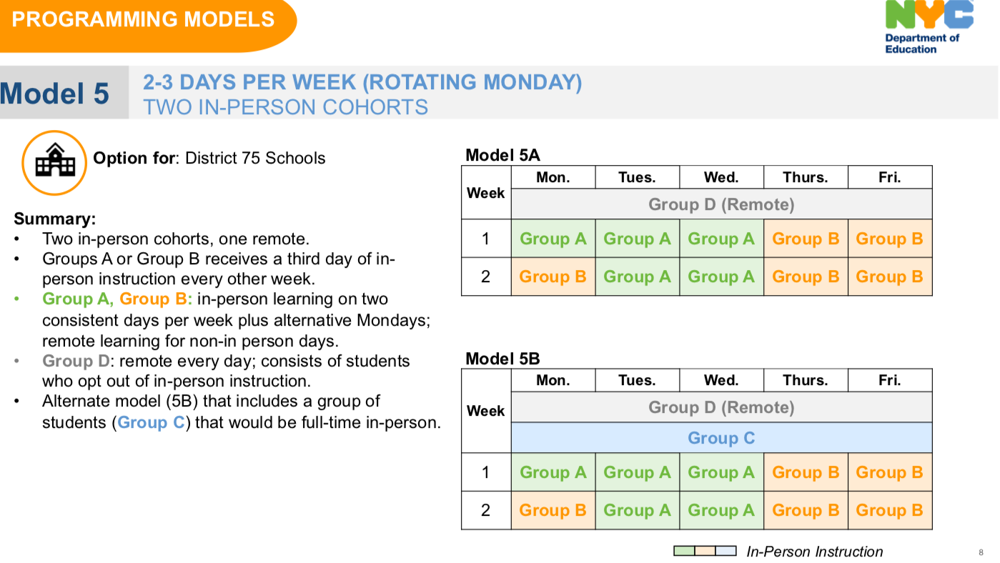 PROGRAMMING MODELS
NYC
Department of
Education
Model 5
2-3 DAYS PER WEEK (ROTATING MONDAY)
TWO IN-PERSON COHORTS
Option for: District 75 Schools
Summary:
• Two in-person cohorts, one remote.
• Groups A or Group B receives a third day of in-
person instruction every other week.
• Group A, Group B: in-person learning on two
consistent days per week plus alternative Mondays;
remote learning for non-in person days.
• Group D: remote every day; consists of students
who opt out of in-person instruction.
• Alternate model (5B) that includes a group of
students (Group C) that would be full-time in-person.
Model 5A
Week Mon. Tues. Wed. Thurs. Fri.
Group D (Remote)
1 Group A Group A Group A Group B Group B
2 Group B Group A Group A Group B Group B
Model 5B
Week Mon. Tues. Wed. Thurs. Fri.
Group D (Remote)
Group C
1 Group A Group A Group A Group B Group B
2 Group B Group A Group A Group B Group B
In-Person Instruction
8